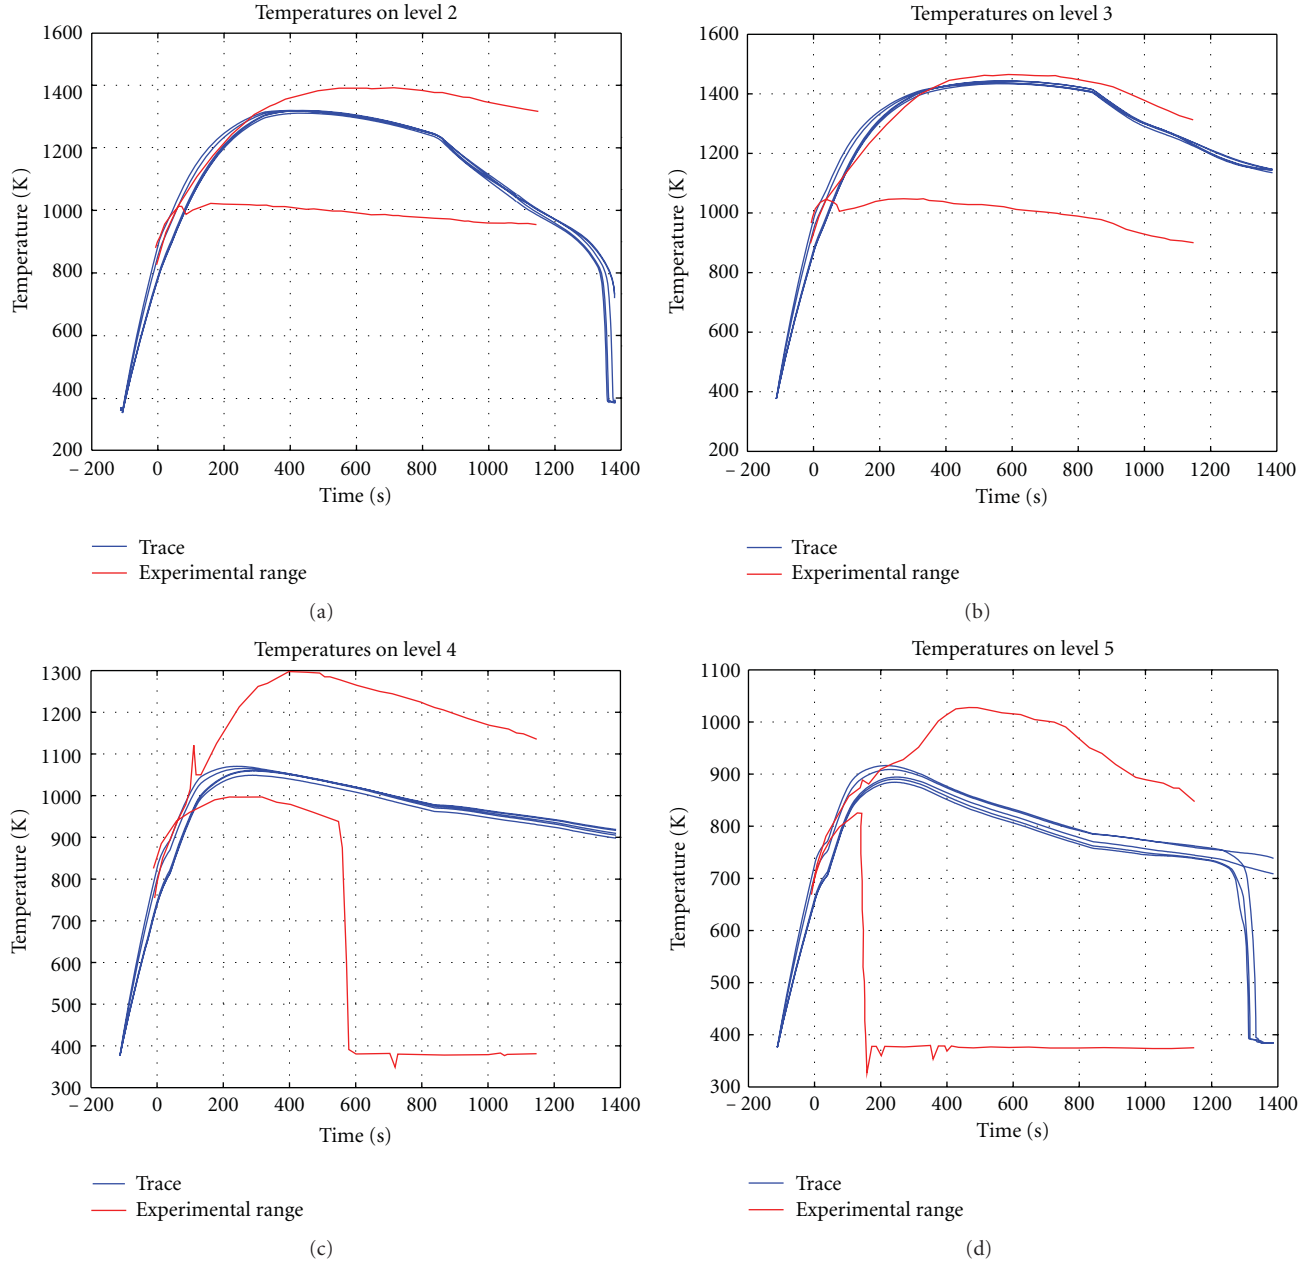 Temperatures on level 2
1600
1400
1200
1000
800
600
400
200
Temperature (K)
– 200 0 200 400 600 800 1000 1200 1400
Time (s)
Trace
Experimental range
(a)
Temperatures on level 3
1600
1400
1200
1000
800
600
400
200
Temperature (K)
– 200 0 200 400 600 800 1000 1200 1400
Time (s)
Trace
Experimental range
(b)
Temperatures on level 4
1300
1200
1100
1000
900
800
700
600
500
400
300
Temperature (K)
– 200 0 200 400 600 800 1000 1200 1400
Time (s)
Trace
Experimental range
(c)
Temperatures on level 5
1100
1000
900
800
700
600
500
400
300
Temperature (K)
– 200 0 200 400 600 800 1000 1200 1400
Time (s)
Trace
Experimental range
(d)